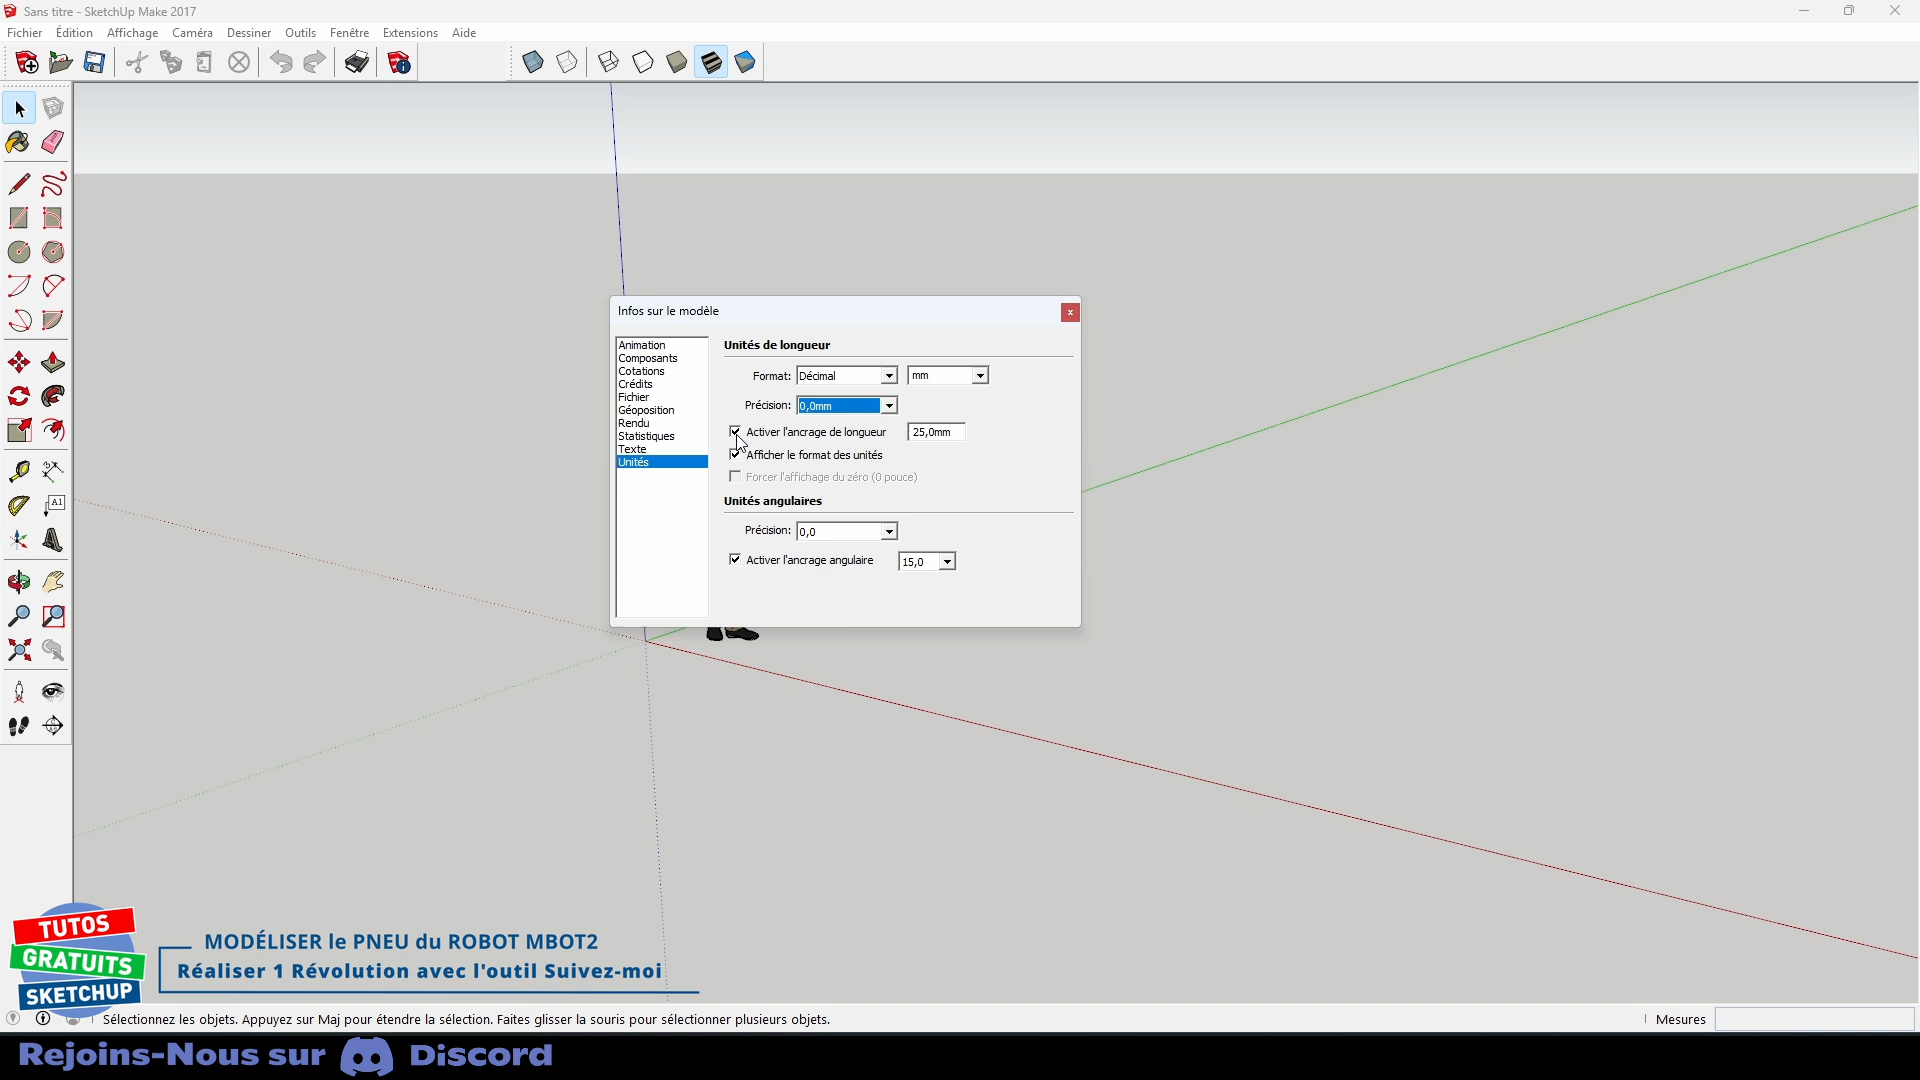 Sans titre - SketchUp Make 2017
Fichier Édition Affichage Caméra Dessiner Outils Fenêtre Extensions Aide
A1
Infos sur le modèle
x
Animation
Composants
Cotations
Crédits
Fichier
Géoposition
Rendu
Statistiques
Texte
Unités
Unités de longueur
Format: Décimal mm
Précision: 0,0mm
Activer l'ancrage de longueur 25,0mm
Afficher le format des unités
Forcer l'affichage du zéro (0 pouce)
Unités angulaires
Précision: 0,0
Activer l'ancrage angulaire 15,0
TUTOS
GRATUITS
SKETCHUP
MODÉLISER le PNEU du ROBOT MBOT2
Réaliser 1 Révolution avec l'outil Suivez-moi
Sélectionnez les objets. Appuyez sur Maj pour étendre la sélection. Faites glisser la souris pour sélectionner plusieurs objets.
Mesures
Rejoins-Nous sur Discord